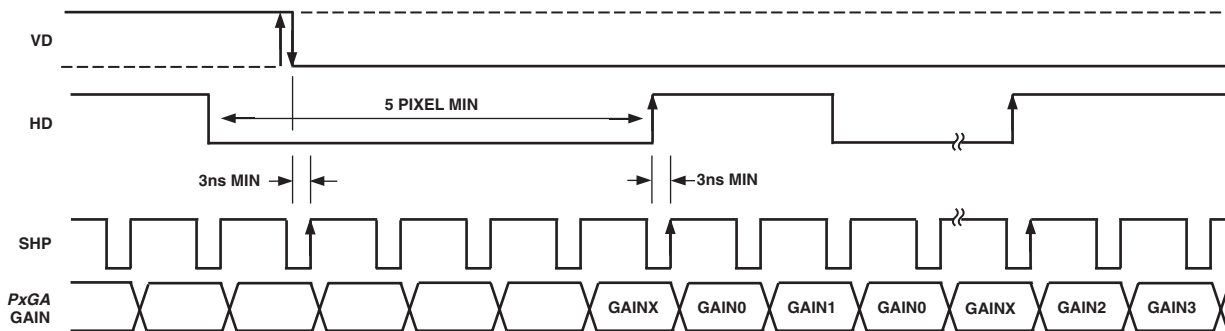 VD
5 PIXEL MIN
HD
3ns MIN
3ns MIN
SHP
PxGA
GAIN
GAINX
GAIN0
GAIN1
GAIN0
GAINX
GAIN2
GAIN3